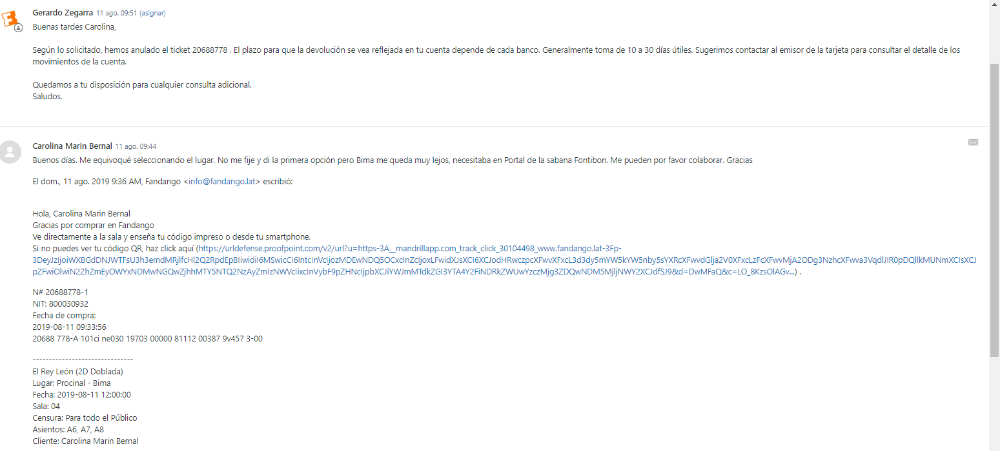 Gerardo Zegarra 11 ago. 09:51 (asignar)
Buenas tardes Carolina,
Según lo solicitado, hemos anulado el ticket 20688778 . El plazo para que la devolución se vea reflejada en tu cuenta depende de cada banco. Generalmente toma de 10 a 30 días útiles. Sugerimos contactar al emisor de la tarjeta para consultar el detalle de los
movimientos de la cuenta.
Quedamos a tu disposición para cualquier consulta adicional.
Saludos.
Carolina Marin Bernal 11 ago. 09:44
Buenos días. Me equivoqué seleccionando el lugar. No me fije y di la primera opción pero Bima me queda muy lejos, necesitaba en Portal de la sabana Fontibon. Me pueden por favor colaborar. Gracias
El dom., 11 ago. 2019 9:36 AM, Fandango <info@fandango.lat> escribió:
Hola, Carolina Marin Bernal
Gracias por comprar en Fandango
Ve directamente a la sala y enseña tu código impreso o desde tu smartphone.
Si no puedes ver tu código QR, haz click aquí (https://urldefense.proofpoint.com/v2/url?u=https-3A__mandrillapp.com_track_click_30104498_www.fandango.lat-3Fp-
N# 20688778-1
NIT: 800030932
Fecha de compra:
2019-08-11 09:33:56
20688 778-A 101ci ne030 19703 00000 81112 00387 9v457 3-00
-------------------------------
El Rey León (2D Doblada)
Lugar: Procinal - Bima
Fecha: 2019-08-11 12:00:00
Sala: 04
Censura: Para todo el Público
Asientos: A6, A7, A8
Cliente: Carolina Marin Bernal